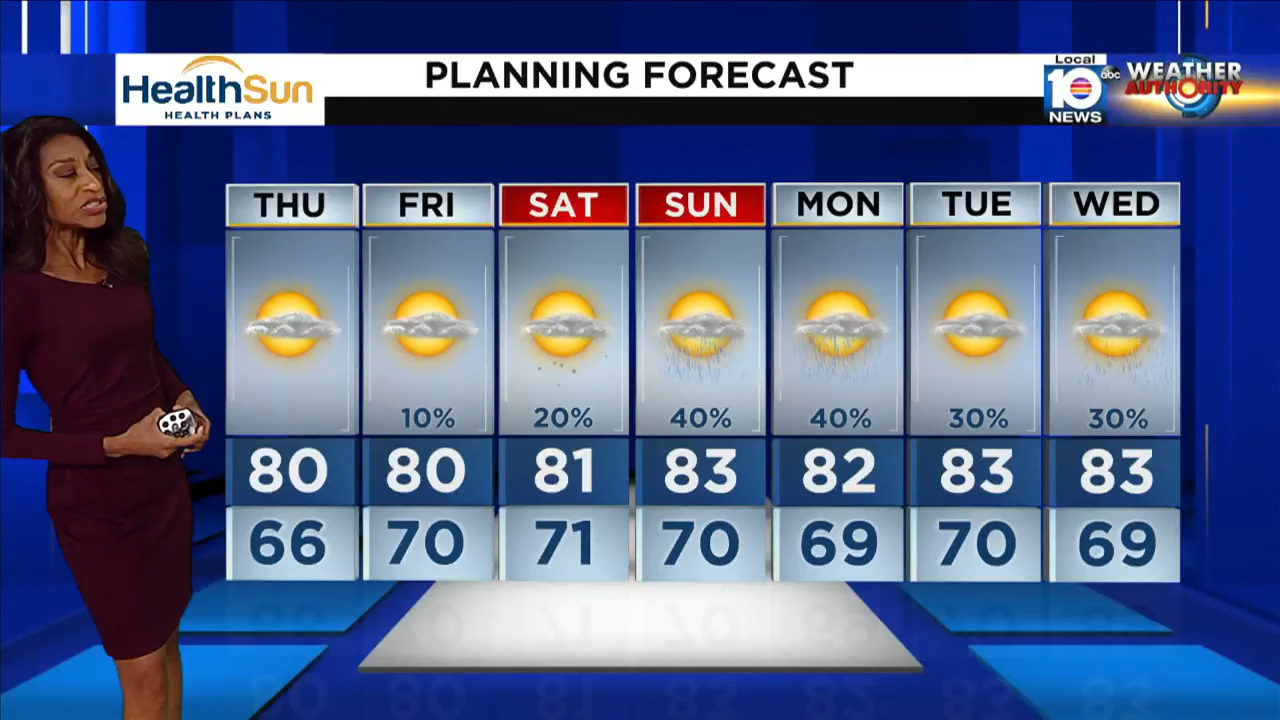 HealthSun
HEALTH PLANS
PLANNING FORECAST
Local
10
abc
NEWS
WEATHER
AUTHORITY
THU FRI SAT SUN MON TUE WED
10% 20% 40% 40% 30% 30%
80 80 81 83 82 83 83
66 70 71 70 69 70 69